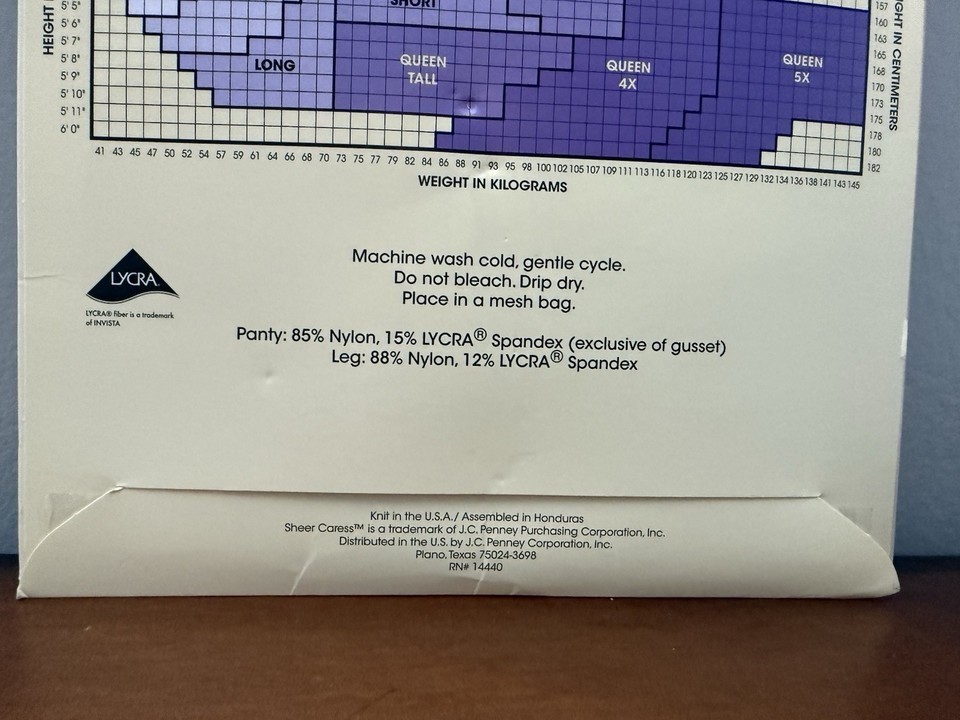 HEIGHT
SHORT
5' 5"
5' 6"
5' 7"
5' 8"
5' 9"
5' 10"
5' 11"
6' 0"
LONG
QUEEN
TALL
QUEEN
4X
QUEEN
5X
157
160
163
165
168
170
173
175
178
180
182
IN CENTIMETERS
41 43 45 47 50 52 54 57 59 61 64 66 68 70 73 75 77 79 82 84 86 88 91 93 95 98 100 102 105 107 109 111 113 116 118 120 123 125 127 129 132 134 136 138 141 143 145
WEIGHT IN KILOGRAMS
LYCRA®
LYCRA® fiber is a trademark
of INVISTA
Machine wash cold, gentle cycle.
Do not bleach. Drip dry.
Place in a mesh bag.
Panty: 85% Nylon, 15% LYCRA® Spandex (exclusive of gusset)
Leg: 88% Nylon, 12% LYCRA® Spandex
Knit in the U.S.A./ Assembled in Honduras
Sheer Caress™ is a trademark of J.C. Penney Purchasing Corporation, Inc.
Distributed in the U.S. by J.C. Penney Corporation, Inc.
Plano, Texas 75024-3698
RN# 14440